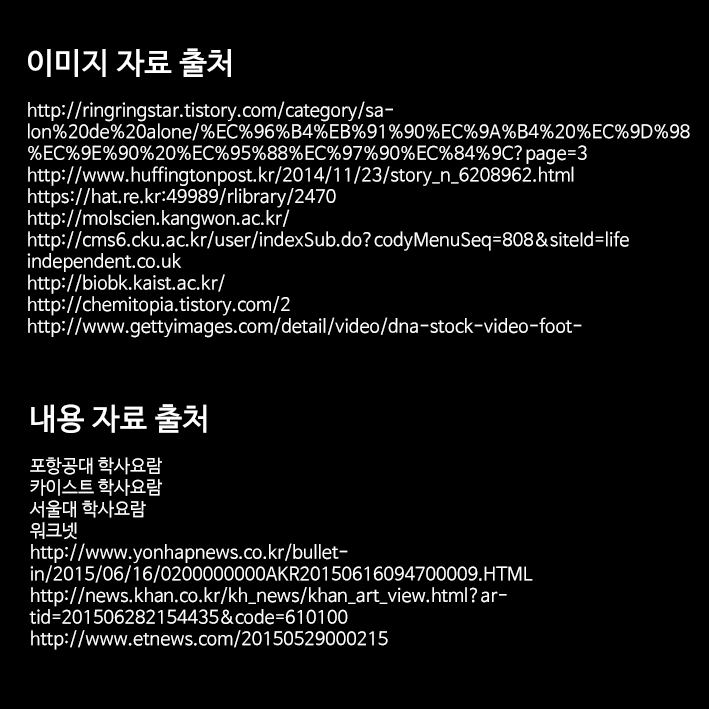 이미지 자료 출처
http://ringringstar.tistory.com/category/sa-
lon%20de%20alone/%EC%96%B4%EB%91%90%EC%9A%B4%20%EC%9D%98
%EC%9E%90%20%EC%95%88%EC%97%90%EC%84%9C?page=3
http://www.huffingtonpost.kr/2014/11/23/story_n_6208962.html
https://hat.re.kr:49989/rlibrary/2470
http://molscien.kangwon.ac.kr/
http://cms6.cku.ac.kr/user/indexSub.do?codyMenuSeq=808&siteId=life
independent.co.uk
http://biobk.kaist.ac.kr/
http://chemitopia.tistory.com/2
http://www.gettyimages.com/detail/video/dna-stock-video-foot-
내용 자료 출처
포항공대 학사요람
카이스트 학사요람
서울대 학사요람
워크넷
http://www.yonhapnews.co.kr/bullet-
in/2015/06/16/0200000000AKR20150616094700009.HTML
http://news.khan.co.kr/kh_news/khan_art_view.html?ar-
tid=201506282154435&code=610100
http://www.etnews.com/20150529000215